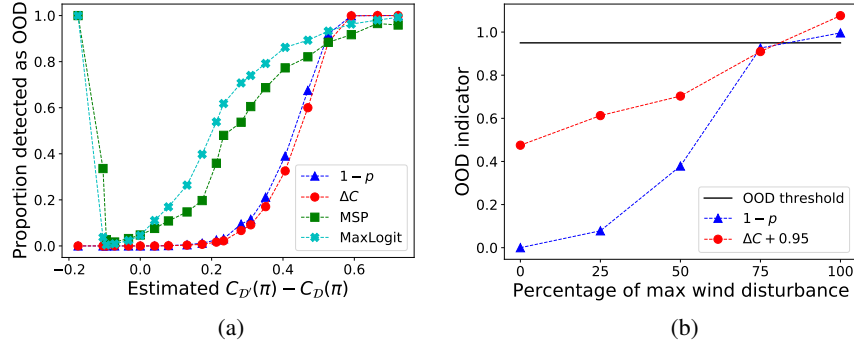 Proportion detected as OOD
1.0
0.8
0.6
0.4
0.2
0.0
1 − p
ΔC
MSP
MaxLogit
−0.2 0.0 0.2 0.4 0.6
Estimated C_{𝒟′}(π) − C_𝒟(π)
(a)
OOD indicator
1.0
0.8
0.6
0.4
0.2
0.0
OOD threshold
1 − p
ΔC + 0.95
0 25 50 75 100
Percentage of max wind disturbance
(b)